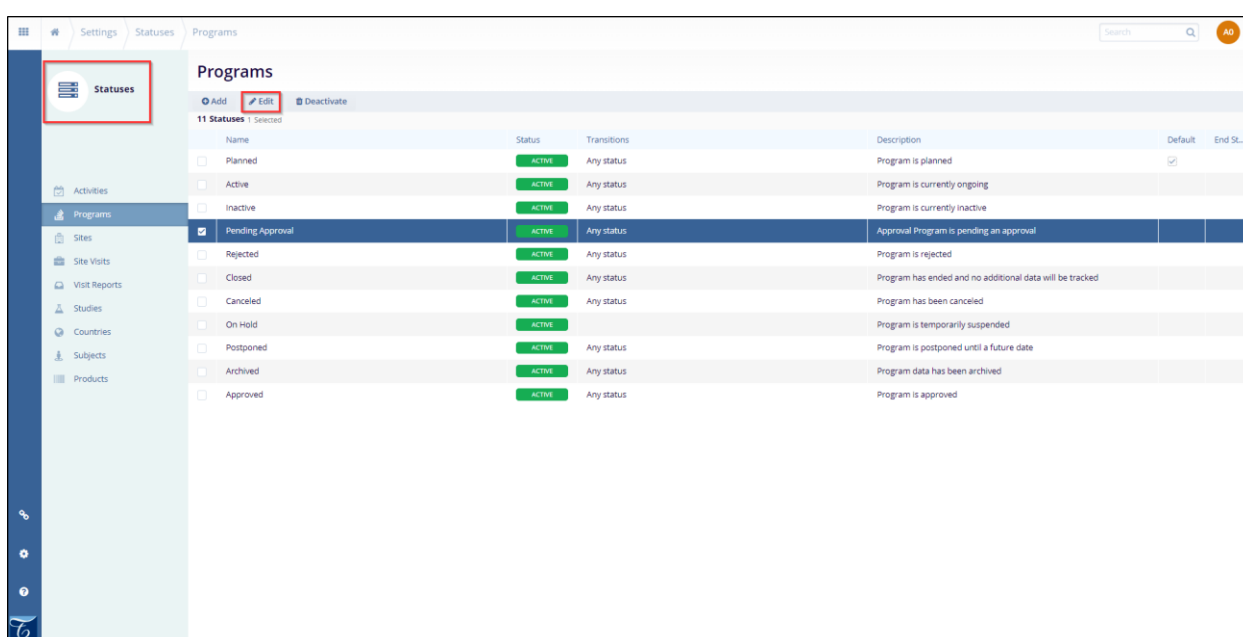 Settings Statuses Programs Search AO
Statuses
Programs
Add Edit Deactivate
11 Statuses 1 Selected
Name Status Transitions Description Default End St...
Planned ACTIVE Any status Program is planned
Active ACTIVE Any status Program is currently ongoing
Inactive ACTIVE Any status Program is currently inactive
Pending Approval ACTIVE Any status Approval Program is pending an approval
Rejected ACTIVE Any status Program is rejected
Closed ACTIVE Any status Program has ended and no additional data will be tracked
Canceled ACTIVE Any status Program has been canceled
On Hold ACTIVE Program is temporarily suspended
Postponed ACTIVE Any status Program is postponed until a future date
Archived ACTIVE Any status Program data has been archived
Approved ACTIVE Any status Program is approved
Activities
Programs
Sites
Site Visits
Visit Reports
Studies
Countries
Subjects
Products